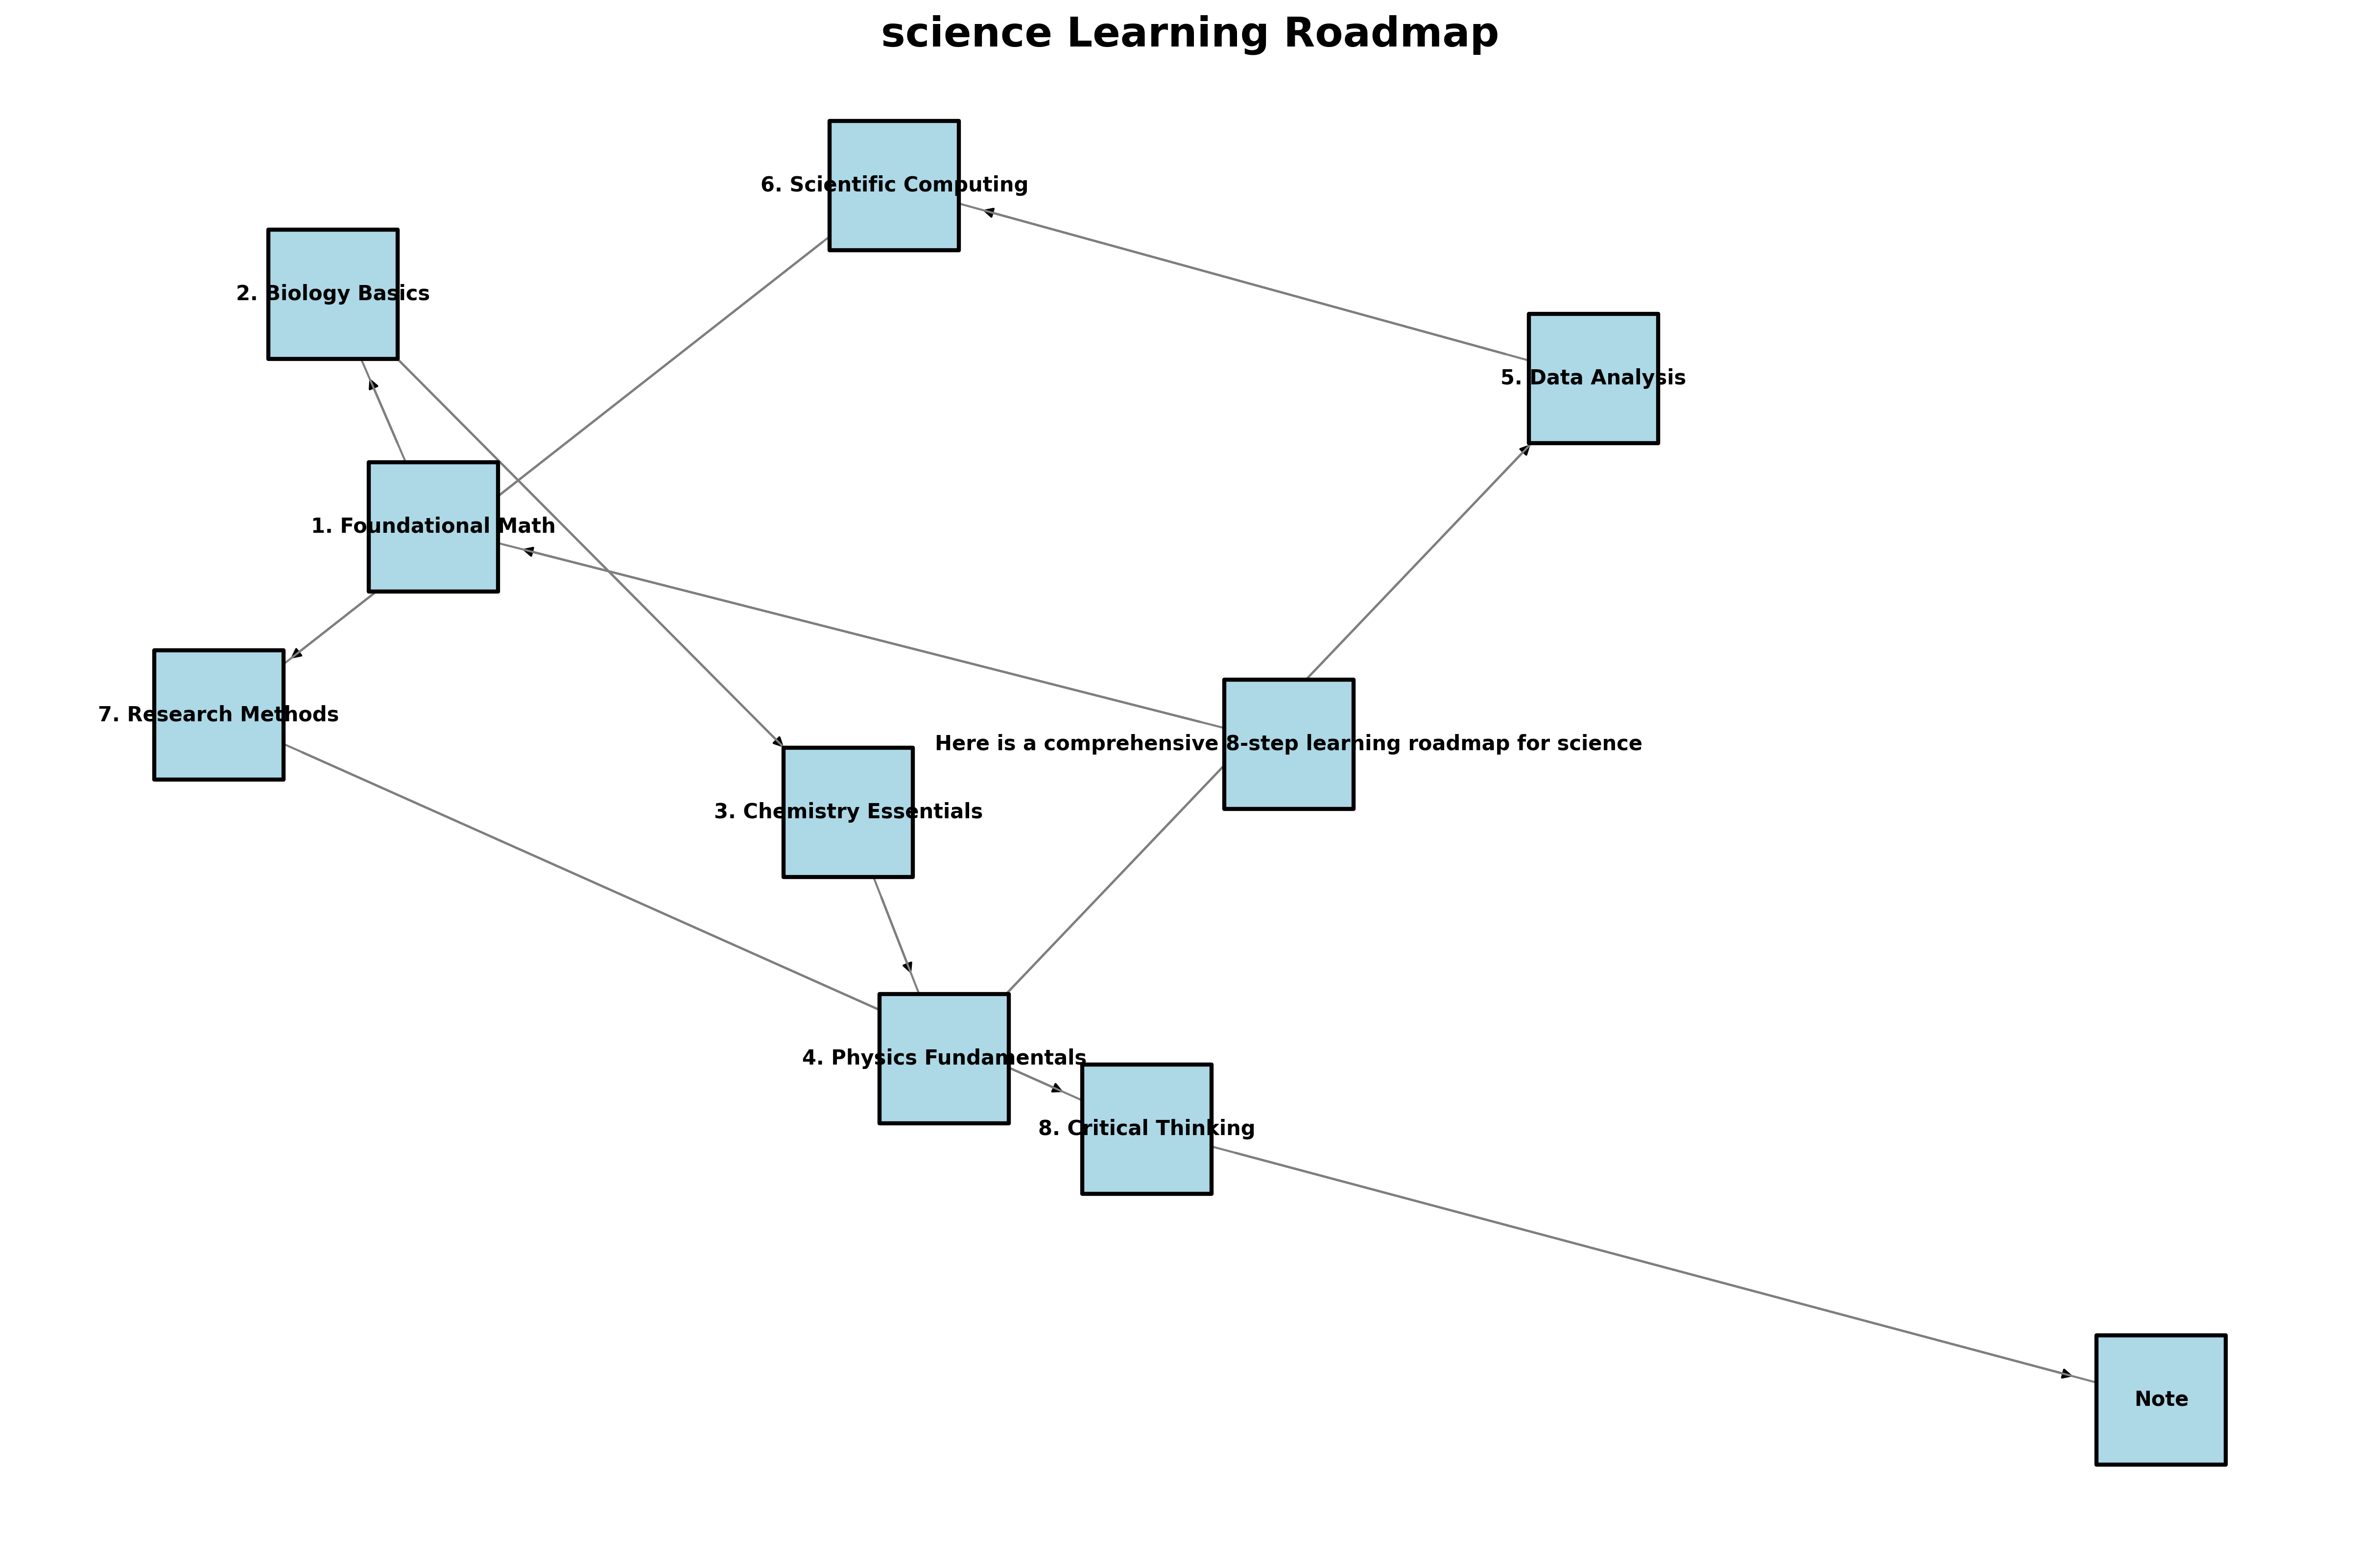 science Learning Roadmap
6. Scientific Computing
2. Biology Basics
5. Data Analysis
1. Foundational Math
7. Research Methods
Here is a comprehensive 8-step learning roadmap for science
3. Chemistry Essentials
4. Physics Fundamentals
8. Critical Thinking
Note